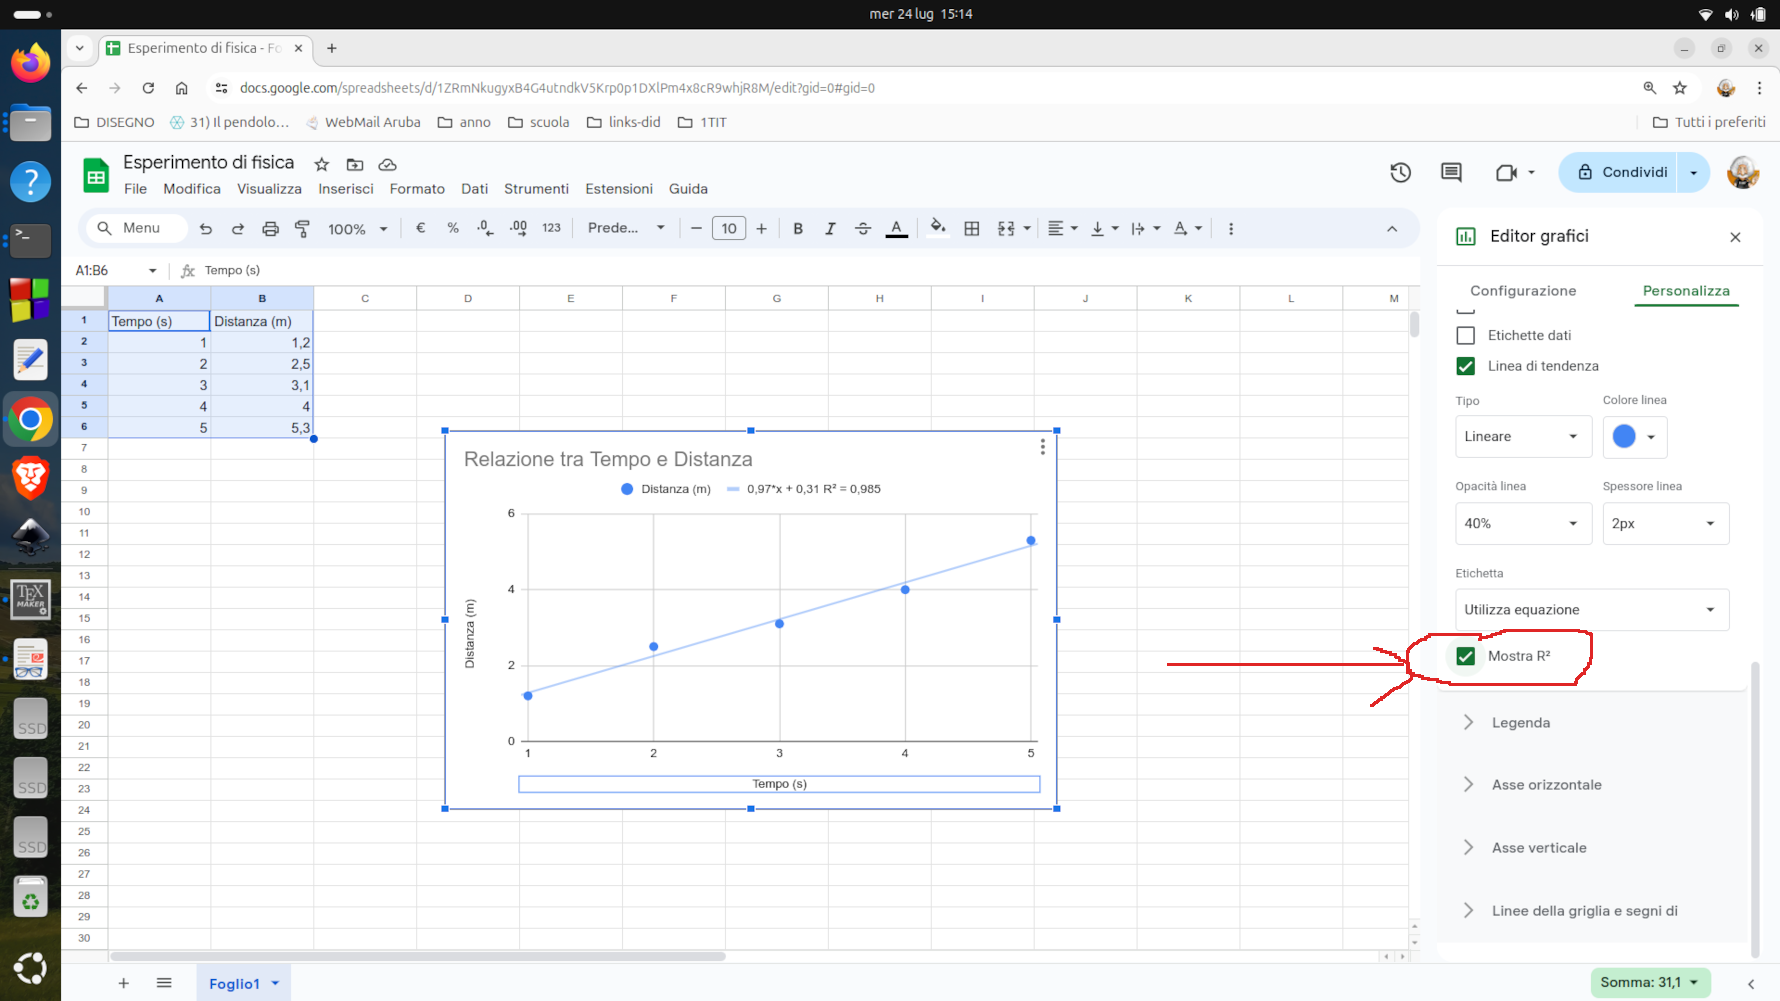 mer 24 lug 15:14
Esperimento di fisica - Fo
docs.google.com/spreadsheets/d/1ZRmNkugyxB4G4utndkV5Krp0p1DXlPm4x8cR9whjR8M/edit?gid=0#gid=0
DISEGNO 31) Il pendolo... WebMail Aruba anno scuola links-did 1TIT Tutti i preferiti
Esperimento di fisica
File Modifica Visualizza Inserisci Formato Dati Strumenti Estensioni Guida
Condividi
Menu 100% € % .0 .00 123 Prede... − 10 + B I S A
Editor grafici
A1:B6 fx Tempo (s)
Configurazione Personalizza
A B C D E F G H I J K L M
1 Tempo (s) Distanza (m)
2 1 1,2
3 2 2,5
4 3 3,1
5 4 4
6 5 5,3
7
8
9
10
11
12
13
14
15
16
17
18
19
20
21
22
23
24
25
26
27
28
29
30
Relazione tra Tempo e Distanza
Distanza (m) 0,97*x + 0,31 R² = 0,985
6
4
2
0
Distanza (m)
1 2 3 4 5
Tempo (s)
Etichette dati
Linea di tendenza
Tipo Colore linea
Lineare
Opacità linea Spessore linea
40% 2px
Etichetta
Utilizza equazione
Mostra R²
Legenda
Asse orizzontale
Asse verticale
Linee della griglia e segni di
Foglio1
Somma: 31,1
TEX
MAKER
SSD
SSD
SSD